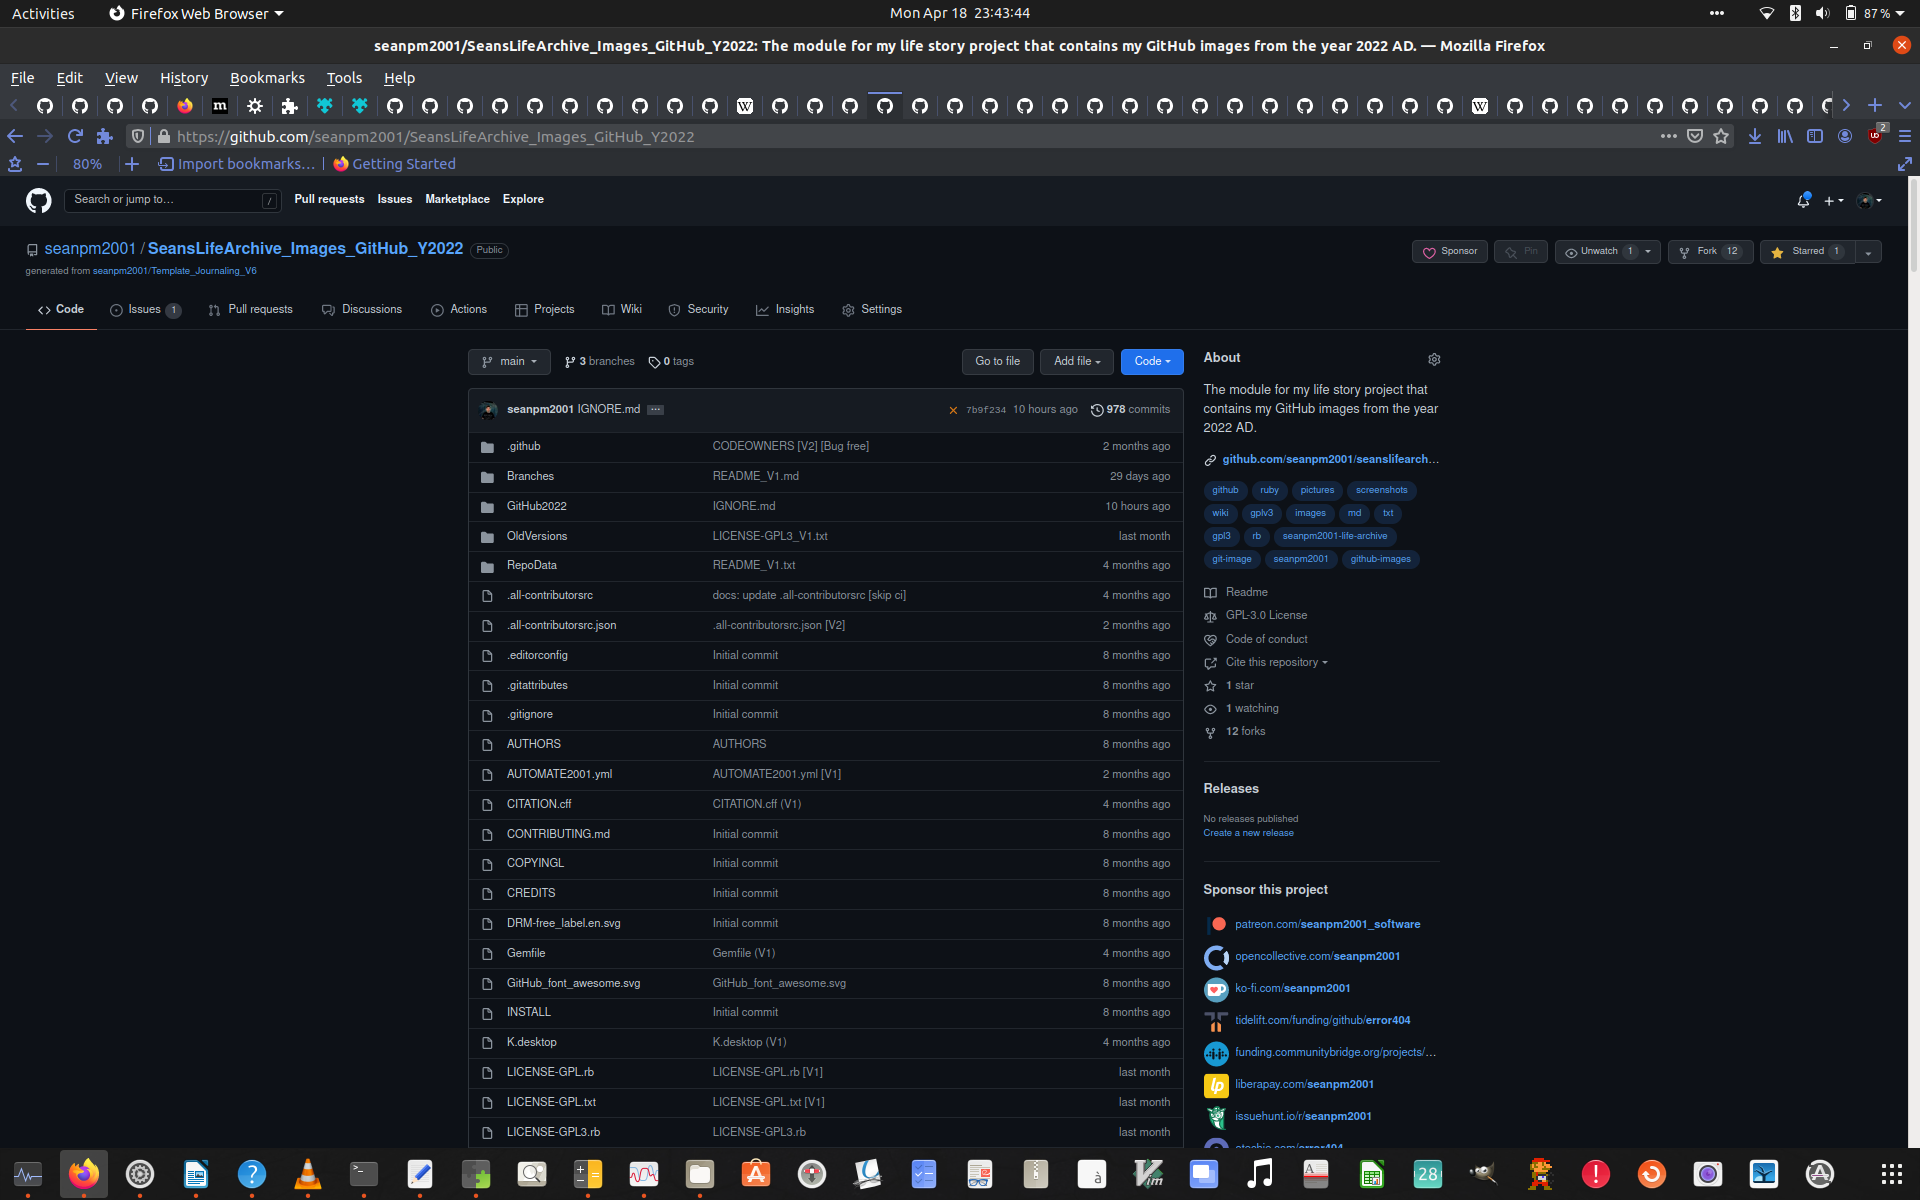 Activities
Firefox Web Browser
Mon Apr 18 23:43:44
87 %
seanpm2001/SeansLifeArchive_Images_GitHub_Y2022: The module for my life story project that contains my GitHub images from the year 2022 AD. — Mozilla Firefox
File Edit View History Bookmarks Tools Help
https://github.com/seanpm2001/SeansLifeArchive_Images_GitHub_Y2022
2
80%
Import bookmarks…
Getting Started
Search or jump to…
/
Pull requests Issues Marketplace Explore
seanpm2001 / SeansLifeArchive_Images_GitHub_Y2022 Public
generated from seanpm2001/Template_Journaling_V6
Sponsor
Pin
Unwatch 1
Fork 12
Starred 1
Code
Issues 1
Pull requests
Discussions
Actions
Projects
Wiki
Security
Insights
Settings
main
3 branches
0 tags
Go to file
Add file
Code
seanpm2001 IGNORE.md ...
7b9f234 10 hours ago 978 commits
.github CODEOWNERS [V2] [Bug free] 2 months ago
Branches README_V1.md 29 days ago
GitHub2022 IGNORE.md 10 hours ago
OldVersions LICENSE-GPL3_V1.txt last month
RepoData README_V1.txt 4 months ago
.all-contributorsrc docs: update .all-contributorsrc [skip ci] 4 months ago
.all-contributorsrc.json .all-contributorsrc.json [V2] 2 months ago
.editorconfig Initial commit 8 months ago
.gitattributes Initial commit 8 months ago
.gitignore Initial commit 8 months ago
AUTHORS AUTHORS 8 months ago
AUTOMATE2001.yml AUTOMATE2001.yml [V1] 2 months ago
CITATION.cff CITATION.cff (V1) 4 months ago
CONTRIBUTING.md Initial commit 8 months ago
COPYINGL Initial commit 8 months ago
CREDITS Initial commit 8 months ago
DRM-free_label.en.svg Initial commit 8 months ago
Gemfile Gemfile (V1) 4 months ago
GitHub_font_awesome.svg GitHub_font_awesome.svg 8 months ago
INSTALL Initial commit 8 months ago
K.desktop K.desktop (V1) 4 months ago
LICENSE-GPL.rb LICENSE-GPL.rb [V1] last month
LICENSE-GPL.txt LICENSE-GPL.txt [V1] last month
LICENSE-GPL3.rb LICENSE-GPL3.rb last month
About
The module for my life story project that
contains my GitHub images from the year
2022 AD.
github.com/seanpm2001/seanslifearch…
github ruby pictures screenshots
wiki gplv3 images md txt
gpl3 rb seanpm2001-life-archive
git-image seanpm2001 github-images
Readme
GPL-3.0 License
Code of conduct
Cite this repository
1 star
1 watching
12 forks
Releases
No releases published
Create a new release
Sponsor this project
patreon.com/seanpm2001_software
opencollective.com/seanpm2001
ko-fi.com/seanpm2001
tidelift.com/funding/github/error404
funding.communitybridge.org/projects/…
liberapay.com/seanpm2001
issuehunt.io/r/seanpm2001
28